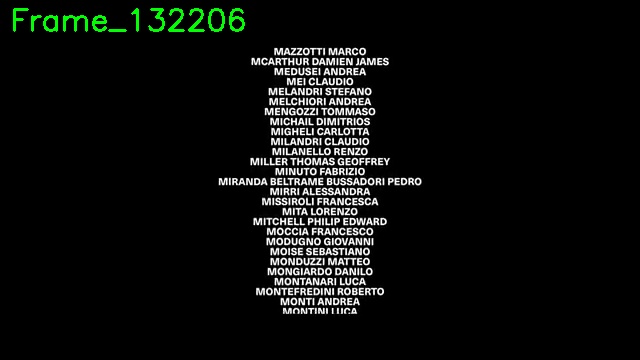 Frame_132206
MAZZOTTI MARCO
MCARTHUR DAMIEN JAMES
MEDUSEI ANDREA
MEI CLAUDIO
MELANDRI STEFANO
MELCHIORI ANDREA
MENGOZZI TOMMASO
MICHAIL DIMITRIOS
MIGHELI CARLOTTA
MILANDRI CLAUDIO
MILANELLO RENZO
MILLER THOMAS GEOFFREY
MINUTO FABRIZIO
MIRANDA BELTRAME BUSSADORI PEDRO
MIRRI ALESSANDRA
MISSIROLI FRANCESCA
MITA LORENZO
MITCHELL PHILIP EDWARD
MOCCIA FRANCESCO
MODUGNO GIOVANNI
MOISE SEBASTIANO
MONDUZZI MATTEO
MONGIARDO DANILO
MONTANARI LUCA
MONTEFREDINI ROBERTO
MONTI ANDREA
MONTINI LUCA